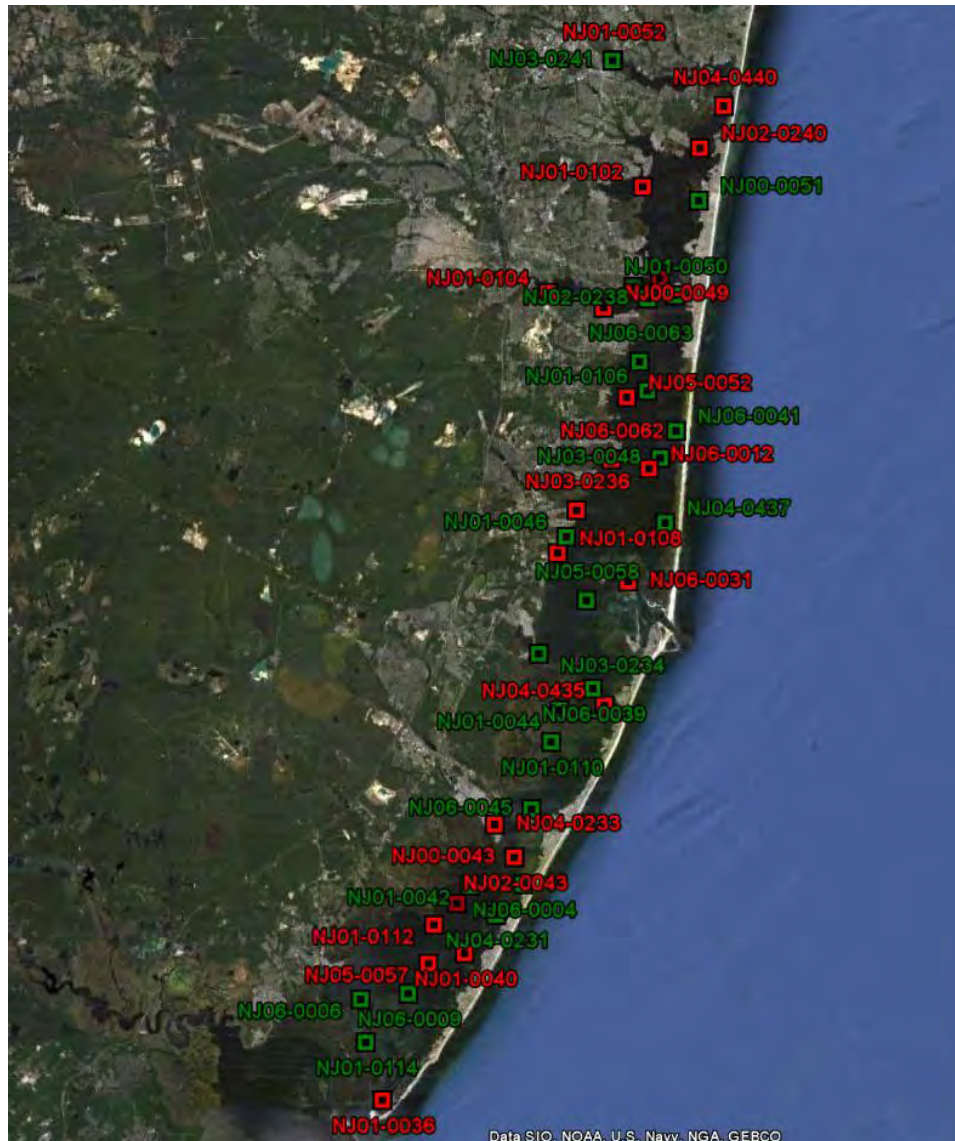 NJ01-0052
NJ03-0241
NJ04-0440
NJ02-0240
NJ01-0102
NJ00-0051
NJ01-0050
NJ01-0104
NJ02-0238
NJ00-0049
NJ06-0063
NJ01-0106
NJ05-0052
NJ06-0062
NJ06-0041
NJ03-0048
NJ06-0012
NJ03-0236
NJ04-0437
NJ01-0046
NJ01-0108
NJ05-0058
NJ06-0031
NJ03-0234
NJ04-0435
NJ06-0039
NJ01-0044
NJ01-0110
NJ06-0045
NJ04-0233
NJ00-0043
NJ02-0043
NJ01-0042
NJ06-0004
NJ01-0112
NJ04-0231
NJ05-0057
NJ01-0040
NJ06-0006
NJ06-0009
NJ01-0114
NJ01-0036
Data SIO, NOAA, U.S. Navy, NGA, GEBCO